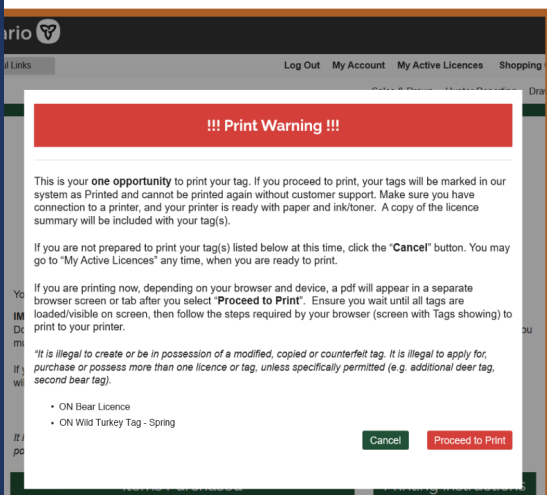 Log Out My Account My Active Licences Shopping
!!! Print Warning !!!
This is your one opportunity to print your tag. If you proceed to print, your tags will be marked in our
system as Printed and cannot be printed again without customer support. Make sure you have
connection to a printer, and your printer is ready with paper and ink/toner. A copy of the licence
summary will be included with your tag(s).
If you are not prepared to print your tag(s) listed below at this time, click the “Cancel” button. You may
go to “My Active Licences” any time, when you are ready to print.
If you are printing now, depending on your browser and device, a pdf will appear in a separate
browser screen or tab after you select “Proceed to Print”. Ensure you wait until all tags are
loaded/visible on screen, then follow the steps required by your browser (screen with Tags showing) to
print to your printer.
*It is illegal to create or be in possession of a modified, copied or counterfeit tag. It is illegal to apply for,
purchase or possess more than one licence or tag, unless specifically permitted (e.g. additional deer tag,
second bear tag).
• ON Bear Licence
• ON Wild Turkey Tag - Spring
Cancel Proceed to Print
Items Purchased Printing Instructions